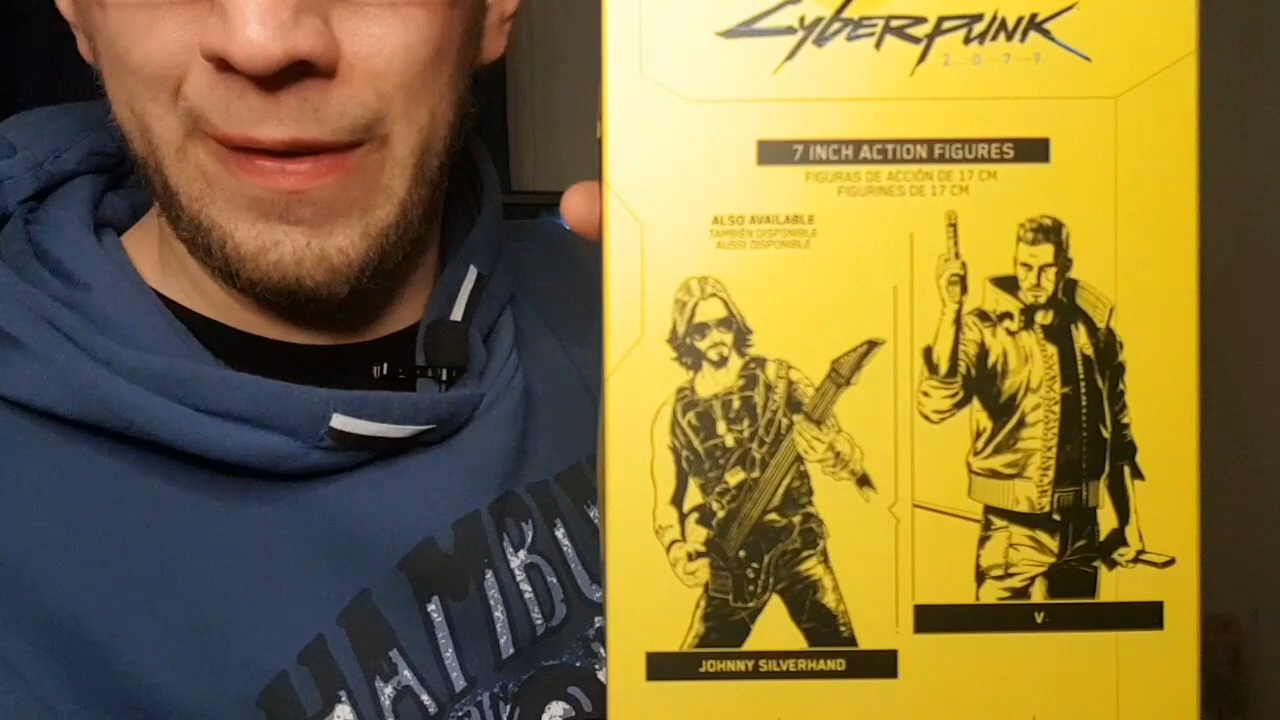 Cyberpunk
2077
7 INCH ACTION FIGURES
FIGURAS DE ACCIÓN DE 17 CM
FIGURINES DE 17 CM
ALSO AVAILABLE
TAMBIÉN DISPONIBLE
AUSSI DISPONIBLE
JOHNNY SILVERHAND
V
HAMBU